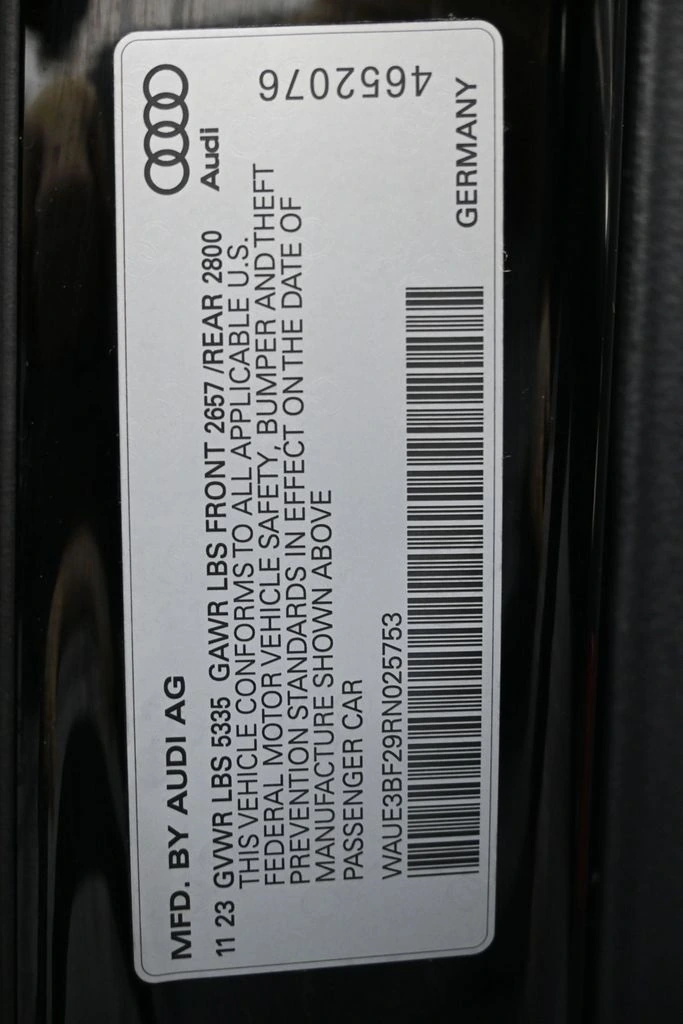 MFD. BY AUDI AG
Audi
11 23 GVWR LBS 5335 GAWR LBS FRONT 2657 /REAR 2800
THIS VEHICLE CONFORMS TO ALL APPLICABLE U.S.
FEDERAL MOTOR VEHICLE SAFETY, BUMPER AND THEFT
PREVENTION STANDARDS IN EFFECT ON THE DATE OF
MANUFACTURE SHOWN ABOVE
PASSENGER CAR
WAUE3BF29RN025753
GERMANY
4652076